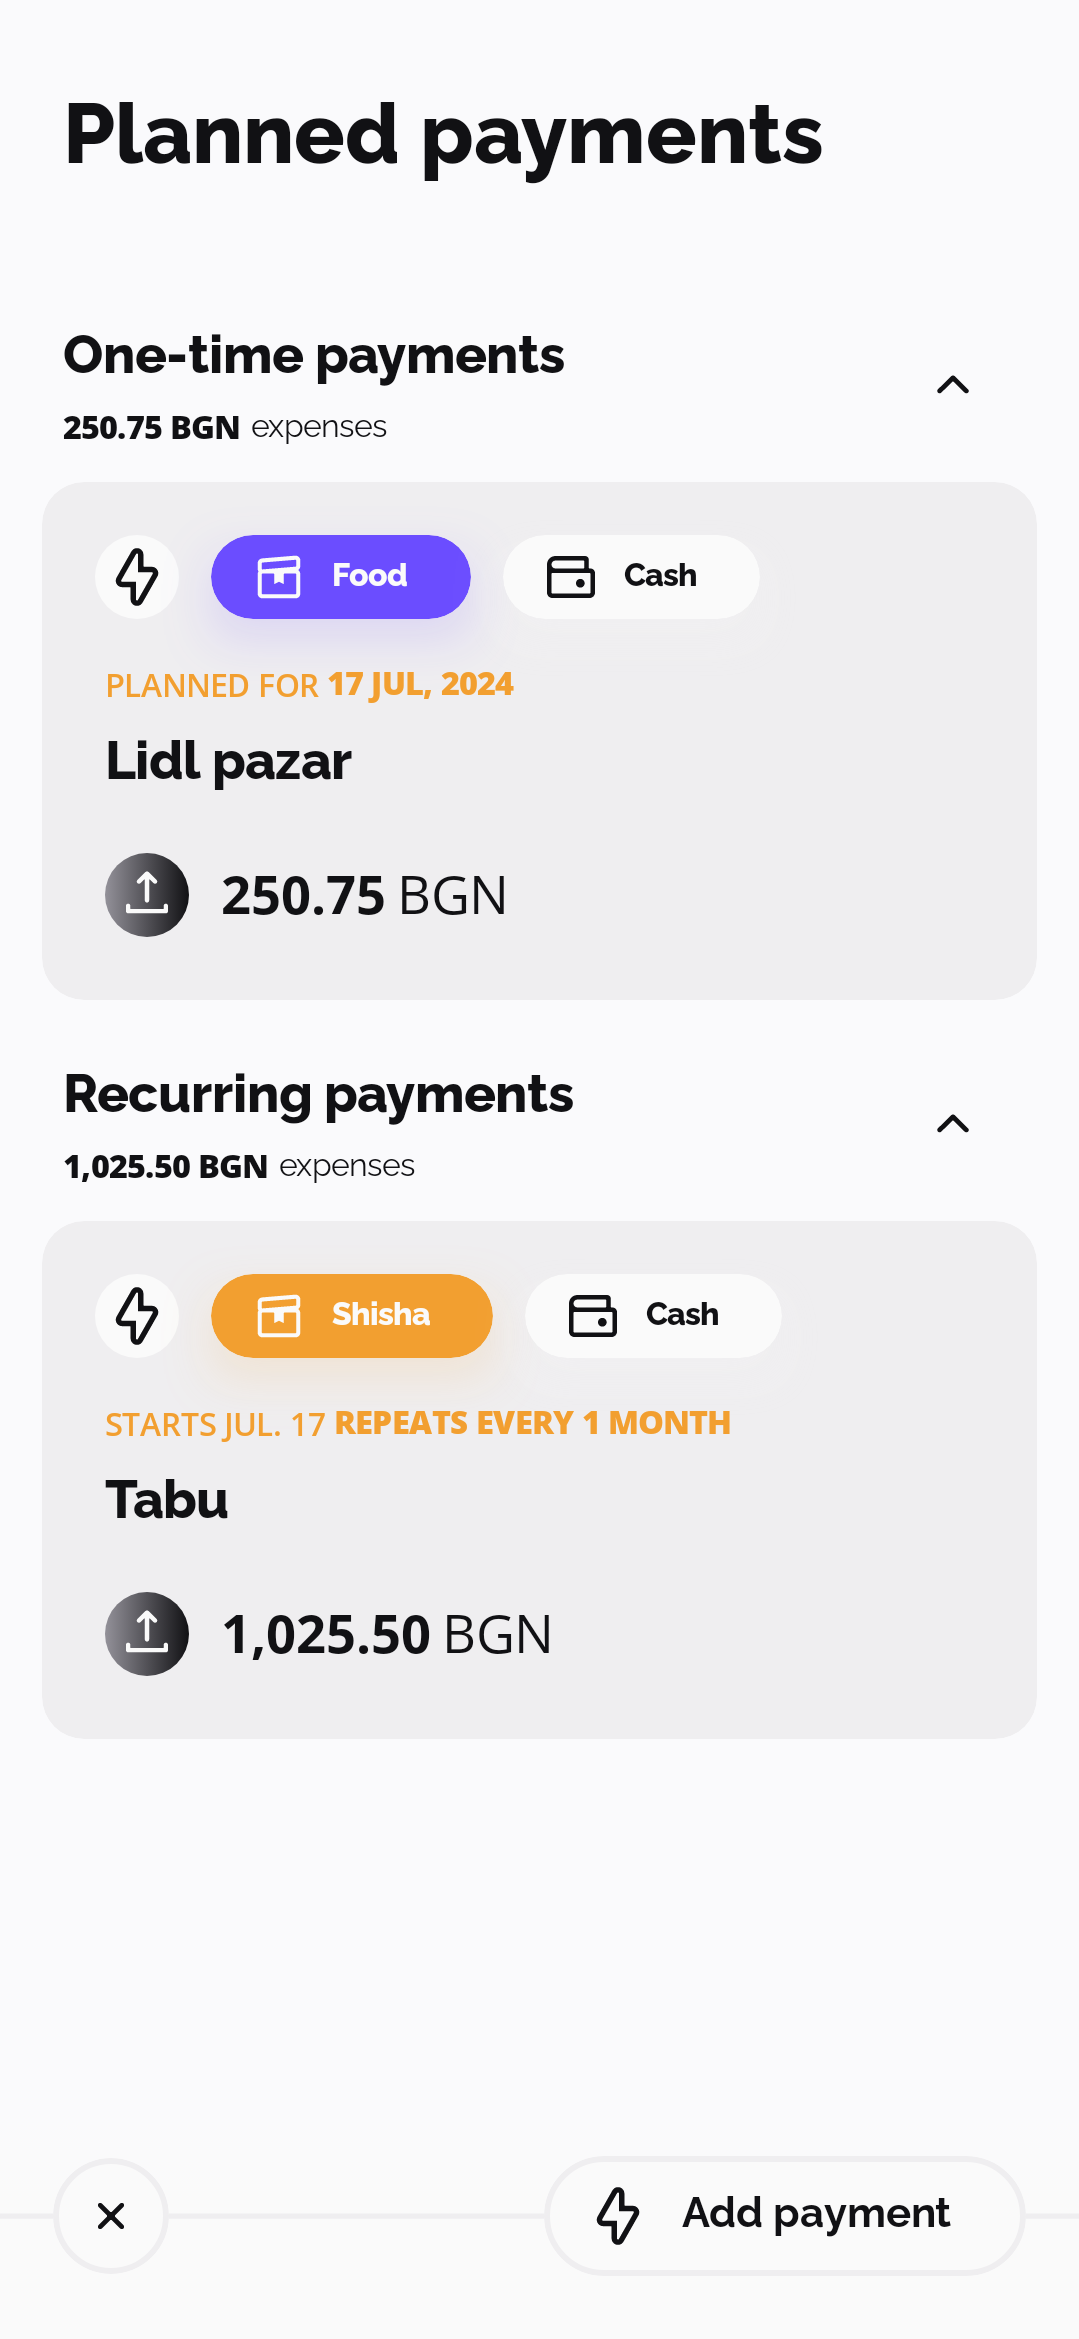 Planned payments
One-time payments
250.75 BGN expenses
Food
Cash
PLANNED FOR 17 JUL, 2024
Lidl pazar
250.75 BGN
Recurring payments
1,025.50 BGN expenses
Shisha
Cash
STARTS JUL. 17 REPEATS EVERY 1 MONTH
Tabu
1,025.50 BGN
Add payment